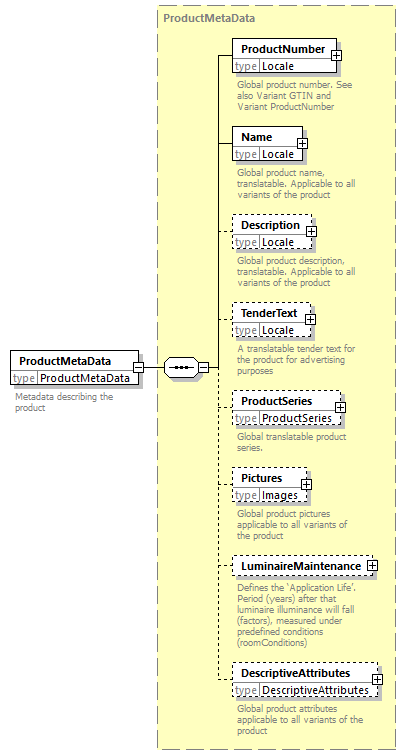 ProductMetaData
ProductNumber
type Locale
Global product number. See
also Variant GTIN and
Variant ProductNumber
Name
type Locale
Global product name,
translatable. Applicable to all
variants of the product
Description
type Locale
Global product description,
translatable. Applicable to all
variants of the product
TenderText
type Locale
A translatable tender text for
the product for advertising
purposes
ProductMetaData
type ProductMetaData
Metadata describing the
product
ProductSeries
type ProductSeries
Global translatable product
series.
Pictures
type Images
Global product pictures
applicable to all variants of
the product
LuminaireMaintenance
Defines the ‘Application Life’.
Period (years) after that
luminaire illuminance will fall
(factors), measured under
predefined conditions
(roomConditions)
DescriptiveAttributes
type DescriptiveAttributes
Global product attributes
applicable to all variants of the
product